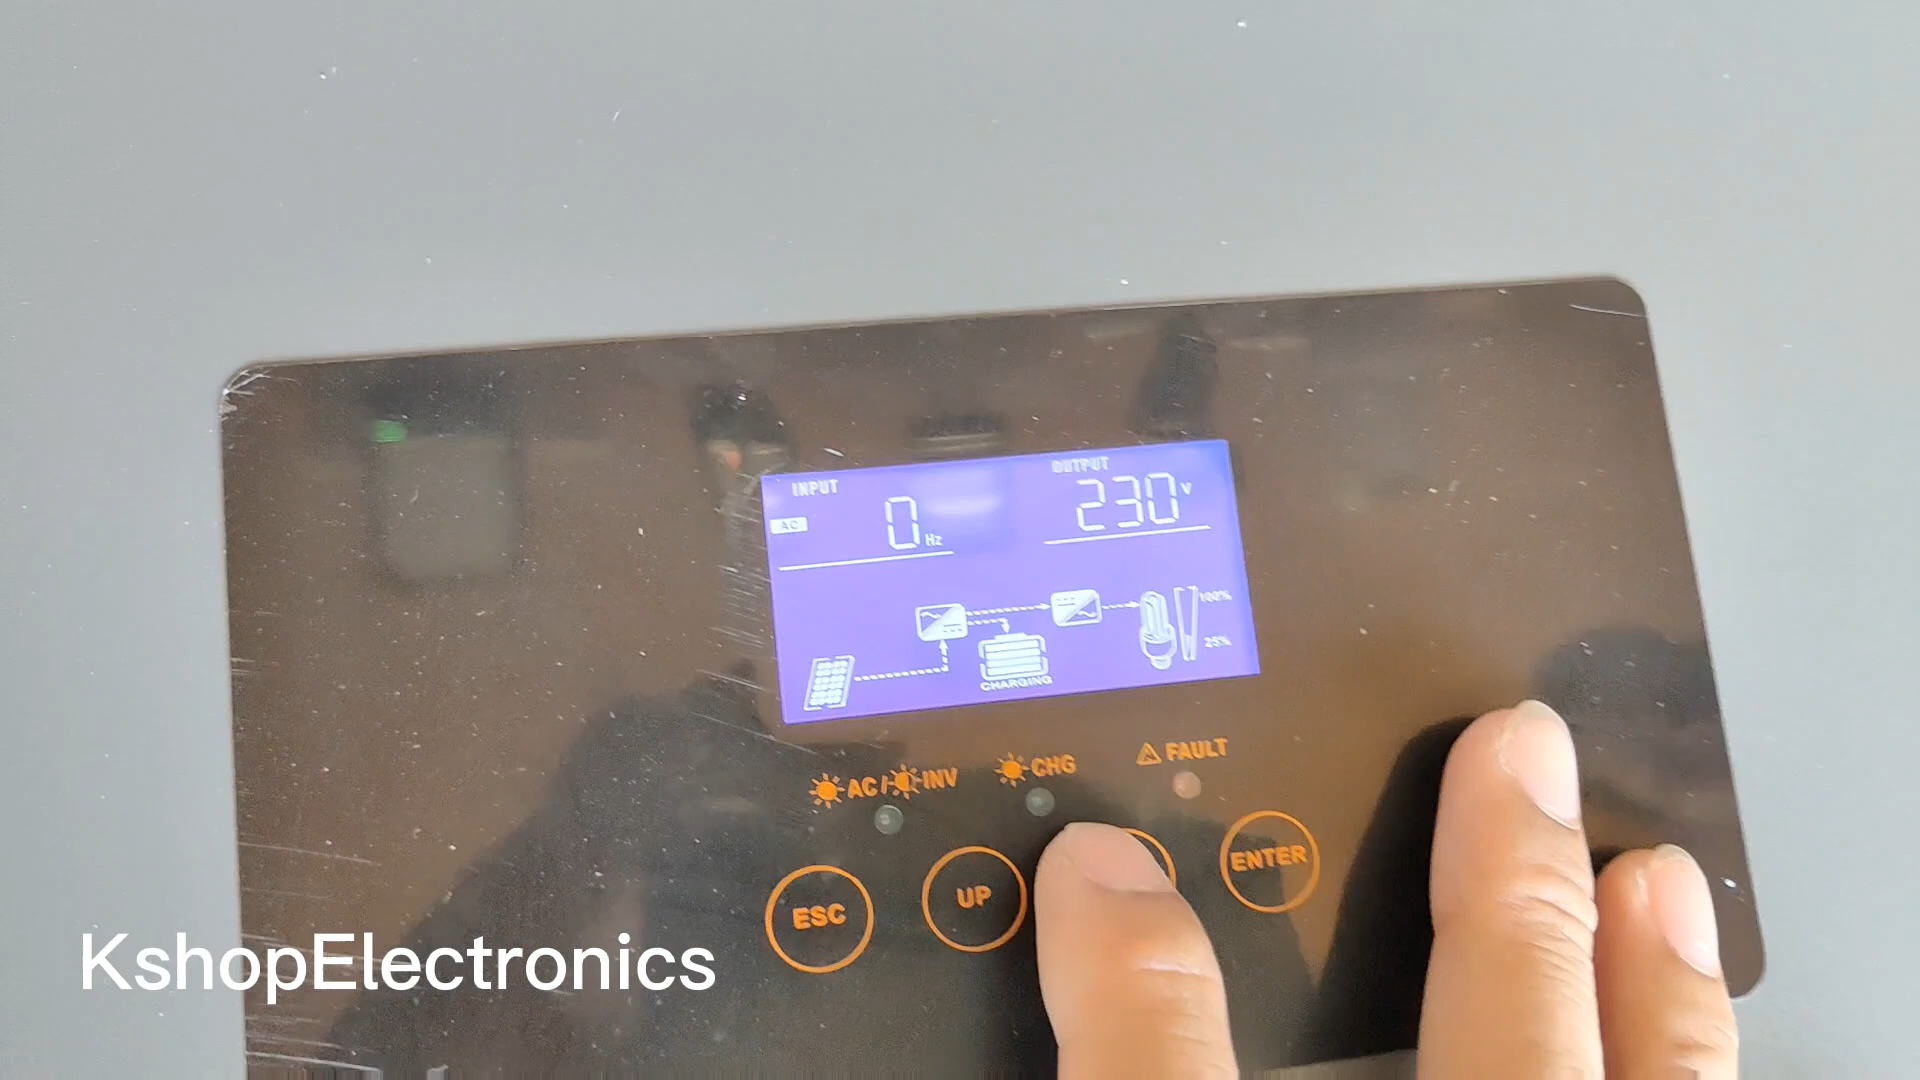 INPUT
OUTPUT
AC
0 Hz
230 V
100%
25%
CHARGING
AC/ INV
CHG
FAULT
ESC
UP
ENTER
KshopElectronics